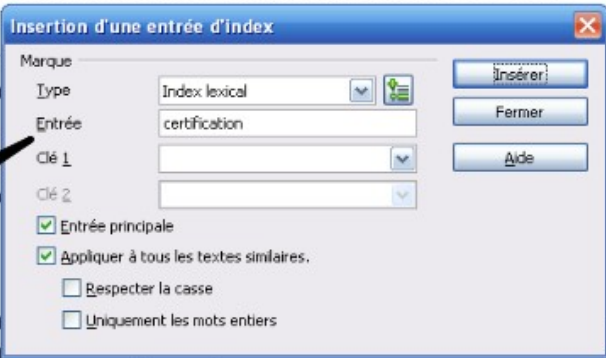 Insertion d'une entrée d'index
Marque
Type Index lexical
Insérer
Entrée certification
Fermer
Clé 1
Aide
Clé 2
Entrée principale
Appliquer à tous les textes similaires.
Respecter la casse
Uniquement les mots entiers